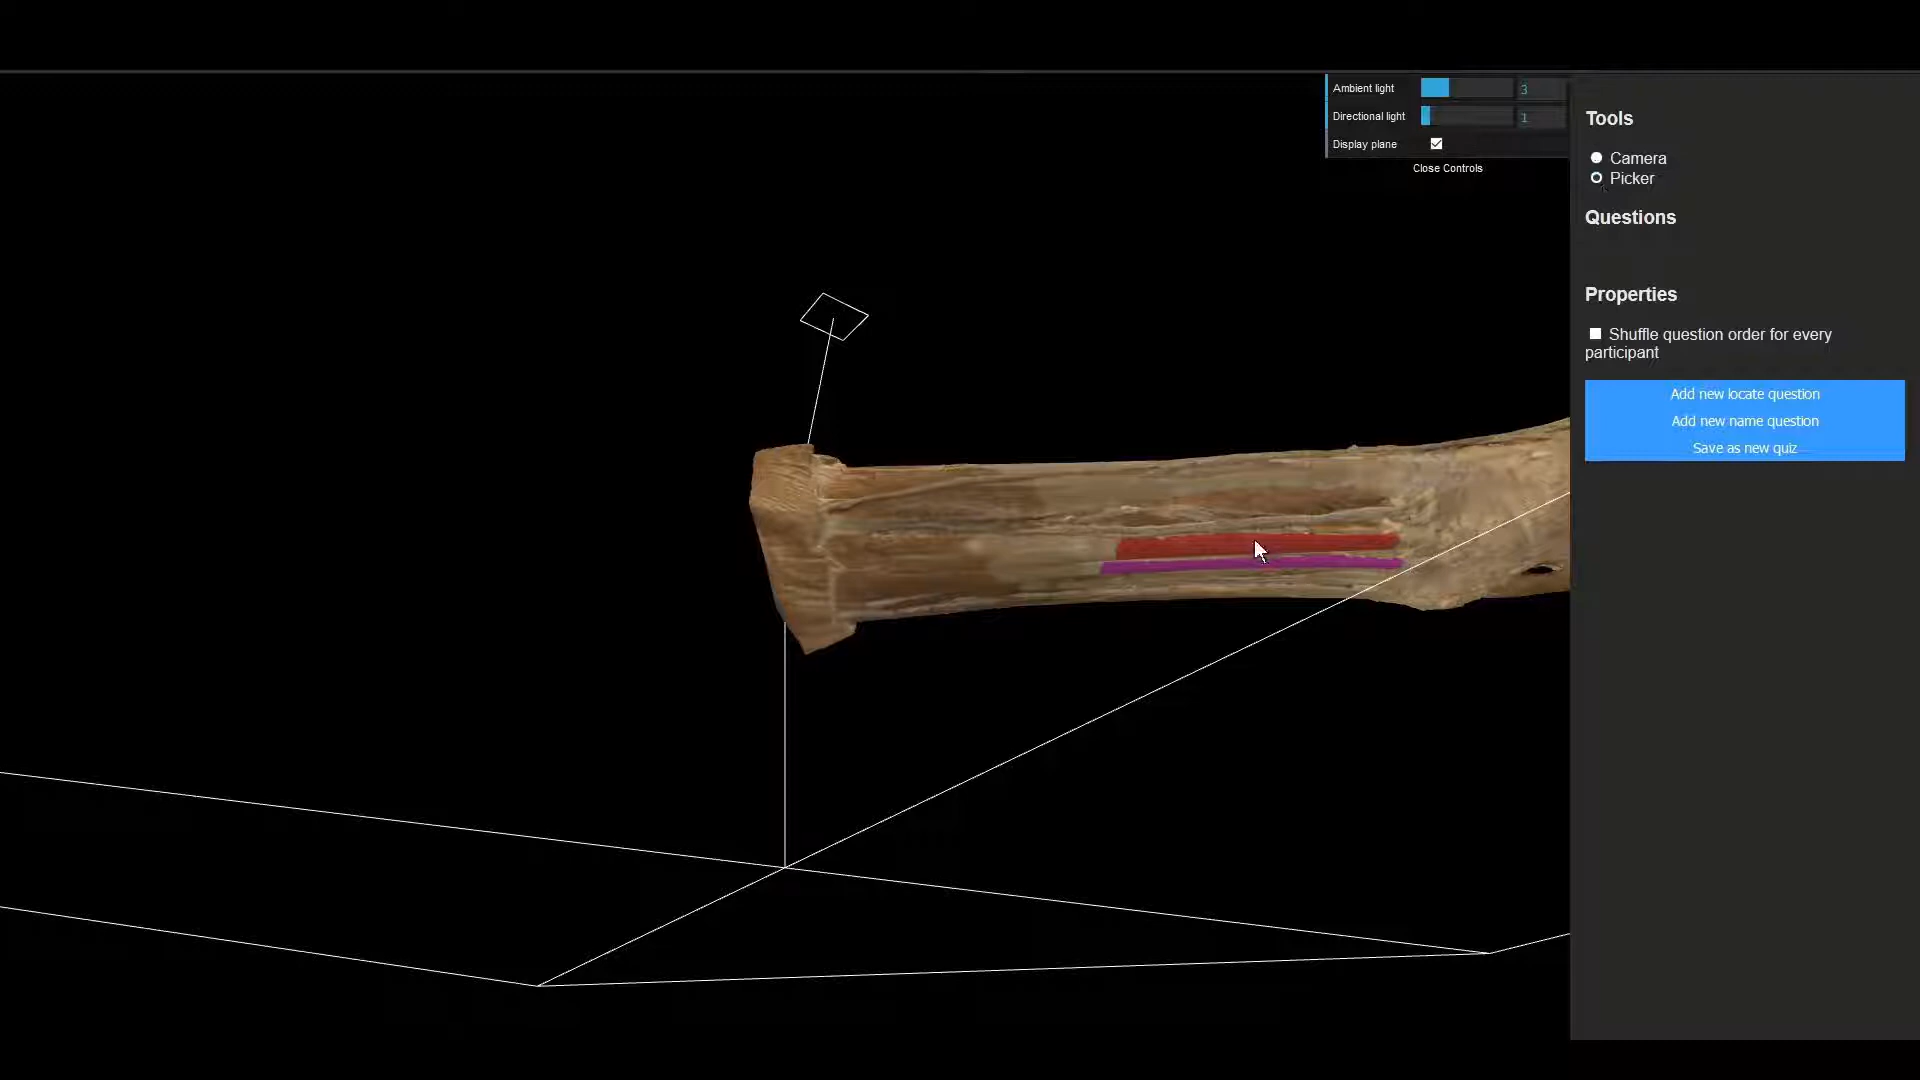 Ambient light 3
Directional light 1
Display plane
Close Controls
Tools
Camera
Picker
Questions
Properties
Shuffle question order for every
participant
Add new locate question
Add new name question
Save as new quiz